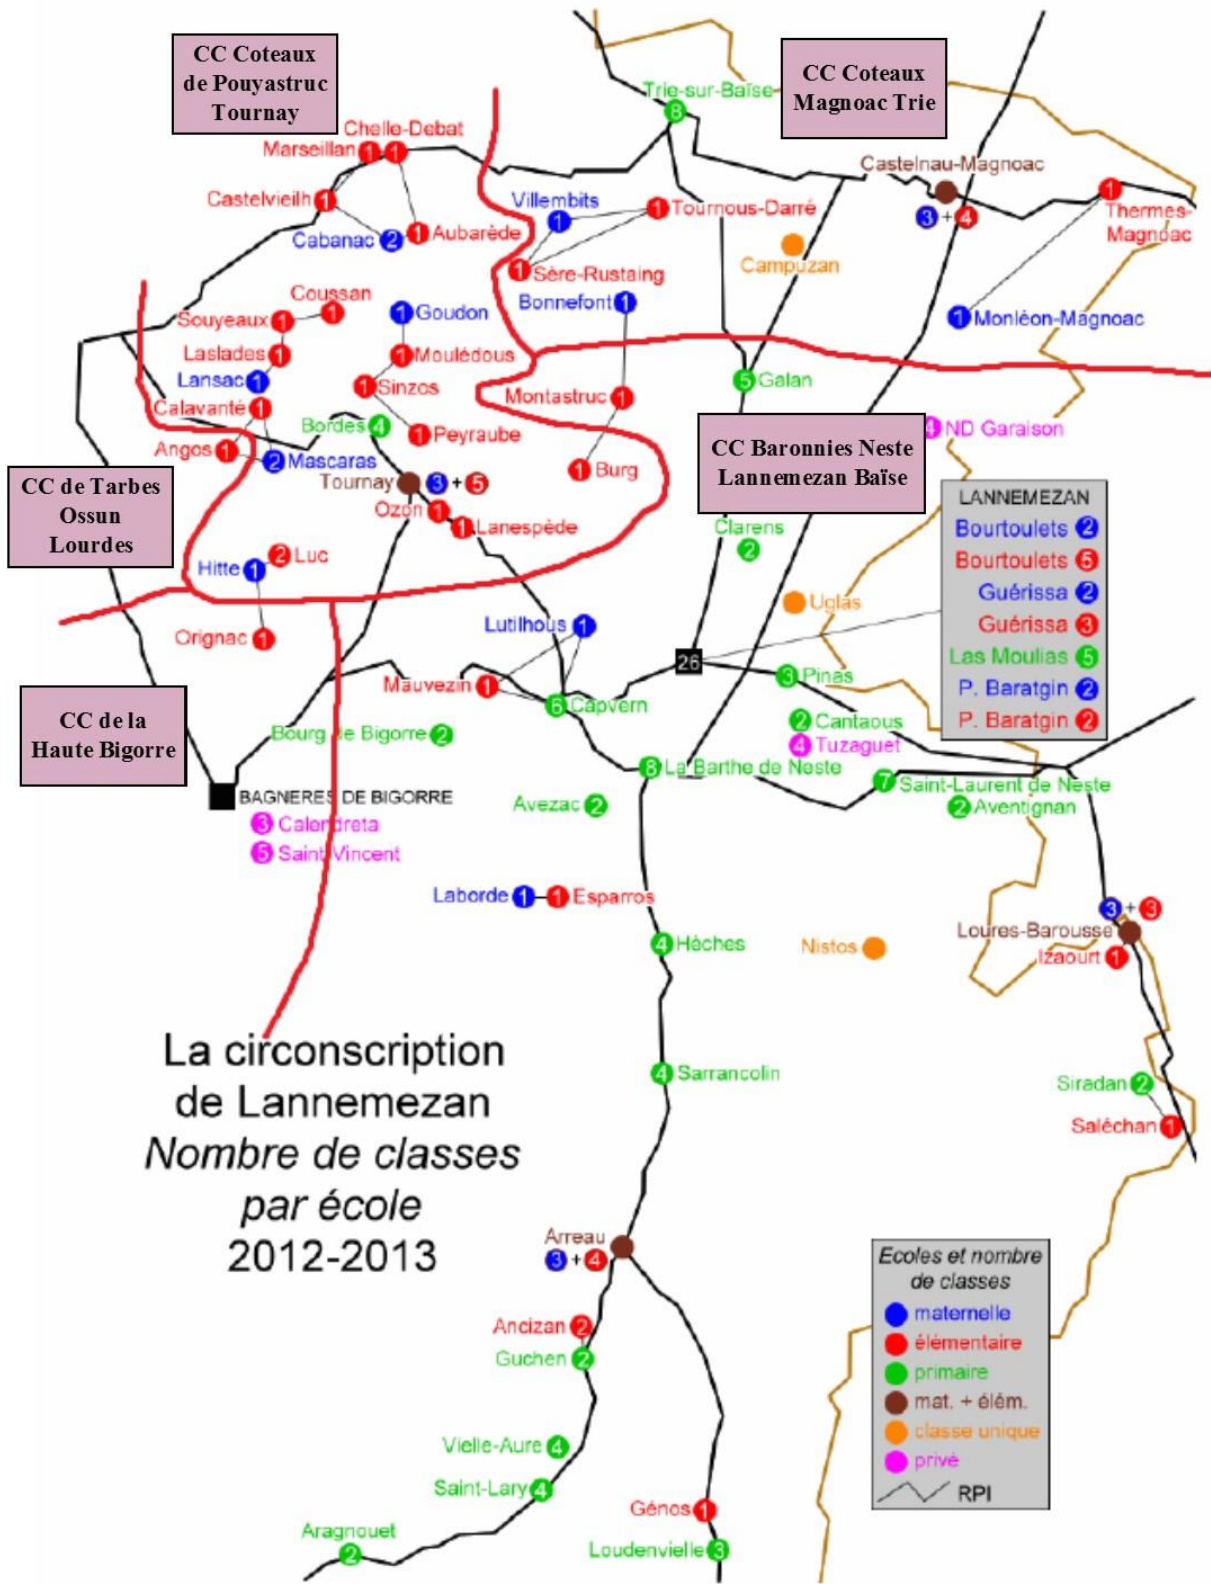 CC Coteaux
de Pouyastruc
Tournay
CC Coteaux
Magnoac Trie
Trie-sur-Baïse
8
Chelle-Debat
Marseillan 1 1
Castelnau-Magnoac
3 + 4
Castelvieilh 1
Villembits
1
1 Tournous-Darré
1
Thermes-
Magnoac
Cabanac 2
1 Aubarède
Campuzan
1 Sère-Rustaing
Coussan
1
Souyeaux 1
1 Goudon
Bonnefont 1
1 Monléon-Magnoac
Laslades 1
1 Moulédous
Lansac 1
1 Sinzos
5 Galan
Calavanté 1
Montastruc 1
Bordes 4
1 Peyraube
4 ND Garaison
Angos 1
2 Mascaras
1 Burg
CC Baronnies Neste
Lannemezan Baïse
Tournay 3 + 5
CC de Tarbes
Ossun
Lourdes
Ozon 1
1 Lanespède
Clarens
2
LANNEMEZAN
Bourtoulets 2
Bourtoulets 5
Guérissa 2
Guérissa 3
Las Moulias 5
P. Baratgin 2
P. Baratgin 2
Hitte 1
2 Luc
Uglas
Orignac 1
Lutilhous 1
26
3 Pinas
Mauvezin 1
6 Capvern
CC de la
Haute Bigorre
2 Cantaous
4 Tuzaguet
Bourg de Bigorre 2
8 La Barthe de Neste
7 Saint-Laurent de Neste
BAGNERES DE BIGORRE
Avezac 2
2 Aventignan
3 Calendreta
5 Saint Vincent
Laborde 1 1 Esparros
3 + 3
Loures-Barousse
4 Hèches
Nistos
Izaourt 1
La circonscription
de Lannemezan
Nombre de classes
par école
2012-2013
4 Sarrancolin
Siradan 2
Saléchan 1
Arreau
3 + 4
Ecoles et nombre
de classes
maternelle
élémentaire
primaire
mat. + élém.
classe unique
privé
RPI
Ancizan 2
Guchen 2
Vielle-Aure 4
Saint-Lary 4
Génos 1
Aragnouet
2
Loudenvielle 3